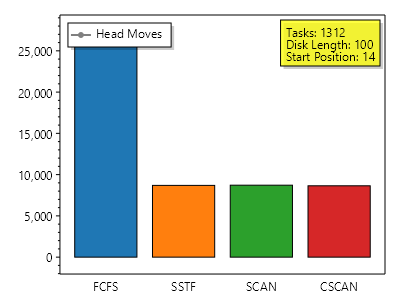 Head Moves
Tasks: 1312
Disk Length: 100
Start Position: 14
25,000
20,000
15,000
10,000
5,000
0
FCFS SSTF SCAN CSCAN